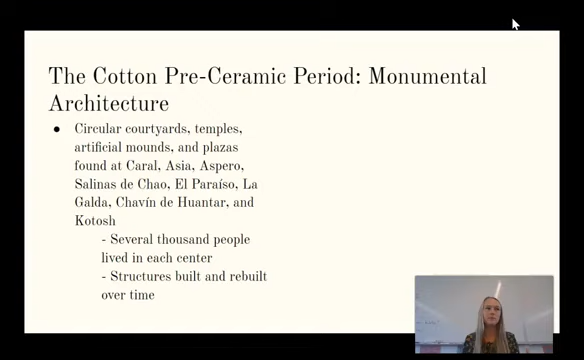 The Cotton Pre-Ceramic Period: Monumental
Architecture
● Circular courtyards, temples,
artificial mounds, and plazas
found at Caral, Asia, Aspero,
Salinas de Chao, El Paraíso, La
Galda, Chavín de Huantar, and
Kotosh
- Several thousand people
lived in each center
- Structures built and rebuilt
over time